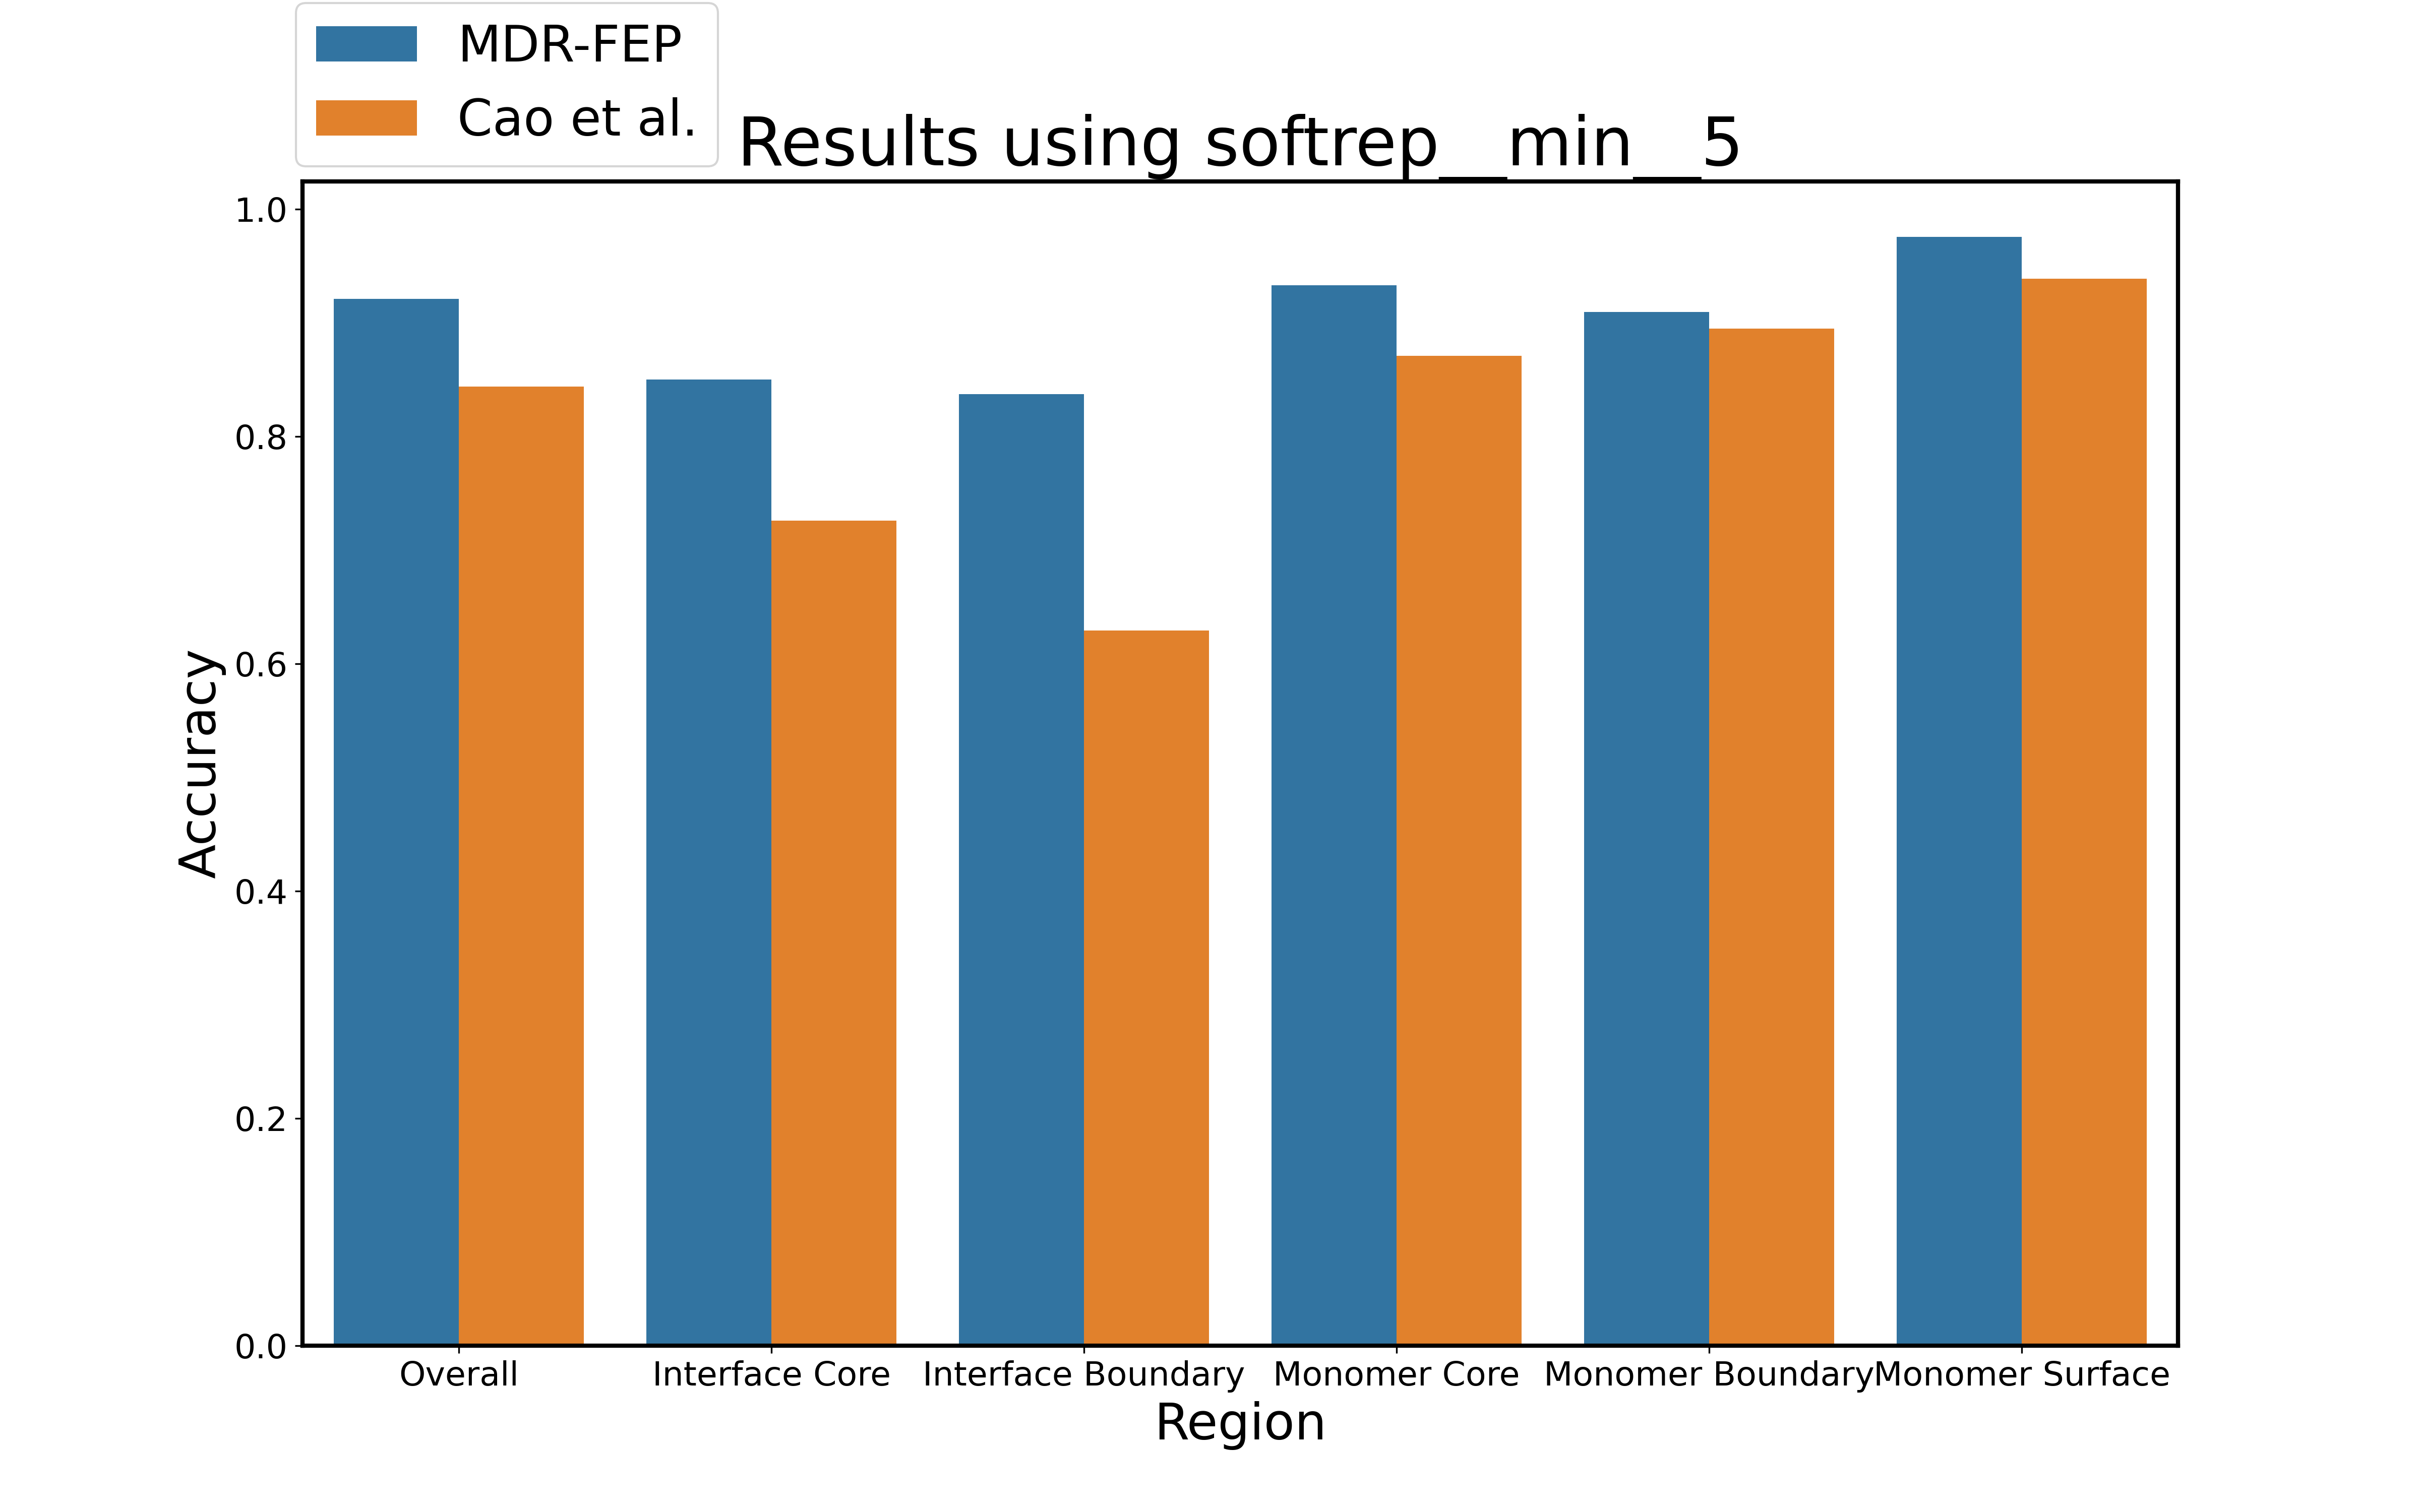 MDR-FEP
Cao et al.
Results using softrep__min__5
1.0
0.8
0.6
0.4
0.2
0.0
Accuracy
Overall
Interface Core
Interface Boundary
Monomer Core
Monomer Boundary
Monomer Surface
Region